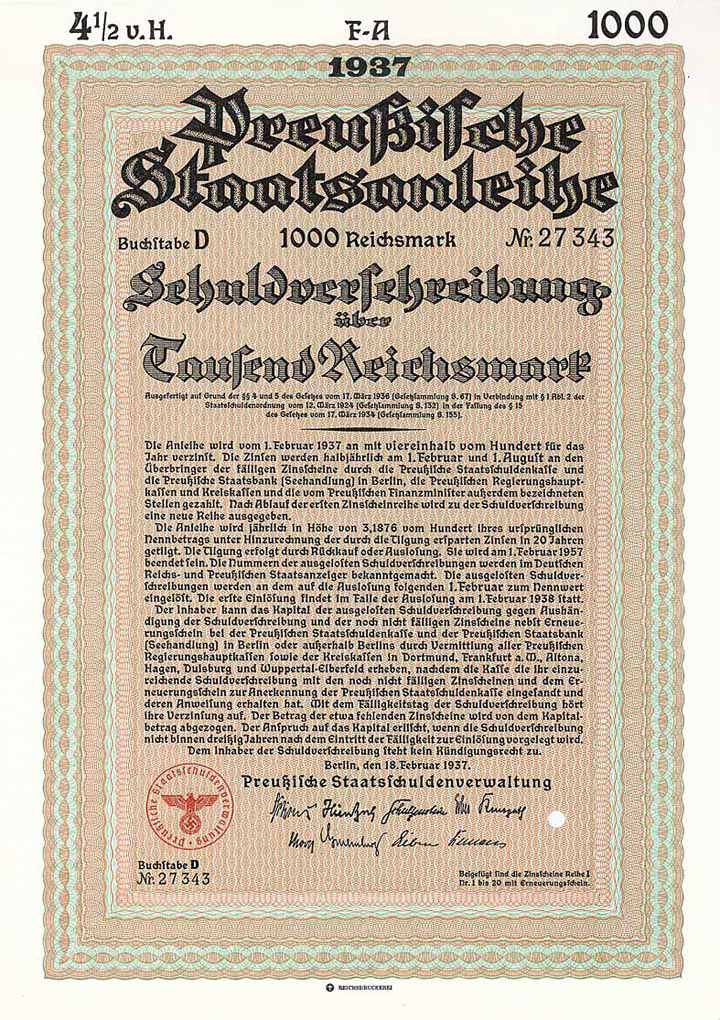 4½ v.H. F-A 1000
1937
Preußische
Staatsanleihe
Buchstabe D 1000 Reichsmark Nr. 27 343
Schuldverschreibung
über
Tausend Reichsmark
Ausgefertigt auf Grund der §§ 4 und 5 des Gesetzes vom 17. März 1936 (Gesetzsammlung S. 67) in Verbindung mit § 1 Abs. 2 der
Staatsschuldenordnung vom 12. März 1924 (Gesetzsammlung S. 132) in der Fassung des § 15
des Gesetzes vom 17. März 1934 (Gesetzsammlung S. 155).
Die Anleihe wird vom 1. Februar 1937 an mit viereinhalb vom Hundert für das
Jahr verzinst. Die Zinsen werden halbjährlich am 1. Februar und 1. August an den
Überbringer der fälligen Zinsscheine durch die Preußische Staatsschuldenkasse und
die Preußische Staatsbank (Seehandlung) in Berlin, die Preußischen Regierungshaupt-
kassen und Kreiskassen und die vom Preußischen Finanzminister außerdem bezeichneten
Stellen gezahlt. Nach Ablauf der ersten Zinsscheinreihe wird zu der Schuldverschreibung
eine neue Reihe ausgegeben.
Die Anleihe wird jährlich in Höhe von 3,1876 vom Hundert ihres ursprünglichen
Nennbetrags unter Hinzurechnung der durch die Tilgung ersparten Zinsen in 20 Jahren
getilgt. Die Tilgung erfolgt durch Rückkauf oder Auslosung. Sie wird am 1. Februar 1957
beendet sein. Die Nummern der ausgelosten Schuldverschreibungen werden im Deutschen
Reichs- und Preußischen Staatsanzeiger bekanntgemacht. Die ausgelosten Schuldver-
schreibungen werden an dem auf die Auslosung folgenden 1. Februar zum Nennwert
eingelöst. Die erste Einlösung findet im Falle der Auslosung am 1. Februar 1938 statt.
Der Inhaber kann das Kapital der ausgelosten Schuldverschreibung gegen Aushän-
digung der Schuldverschreibung und der noch nicht fälligen Zinsscheine nebst Erneue-
rungsschein bei der Preußischen Staatsschuldenkasse und der Preußischen Staatsbank
(Seehandlung) in Berlin oder außerhalb Berlins durch Vermittlung aller Preußischen
Regierungshauptkassen sowie der Kreiskassen in Dortmund, Frankfurt a. M., Altona,
Hagen, Duisburg und Wuppertal-Elberfeld erheben, nachdem die Kasse die ihr einzu-
reichende Schuldverschreibung mit den noch nicht fälligen Zinsscheinen und dem Er-
neuerungsschein zur Anerkennung der Preußischen Staatsschuldenkasse eingesandt und
deren Anweisung erhalten hat. Mit dem Fälligkeitstag der Schuldverschreibung hört
ihre Verzinsung auf. Der Betrag der etwa fehlenden Zinsscheine wird von dem Kapital-
betrag abgezogen. Der Anspruch auf das Kapital erlischt, wenn die Schuldverschreibung
nicht binnen dreißig Jahren nach dem Eintritt der Fälligkeit zur Einlösung vorgelegt wird.
Dem Inhaber der Schuldverschreibung steht kein Kündigungsrecht zu.
Berlin, den 18. Februar 1937.
Preußische Staatsschuldenverwaltung
Preußische Staatsschuldenverwaltung
Buchstabe D
Nr. 27 343
Beigefügt sind die Zinsscheine Reihe I
Nr. 1 bis 20 mit Erneuerungsschein.
REICHSDRUCKEREI